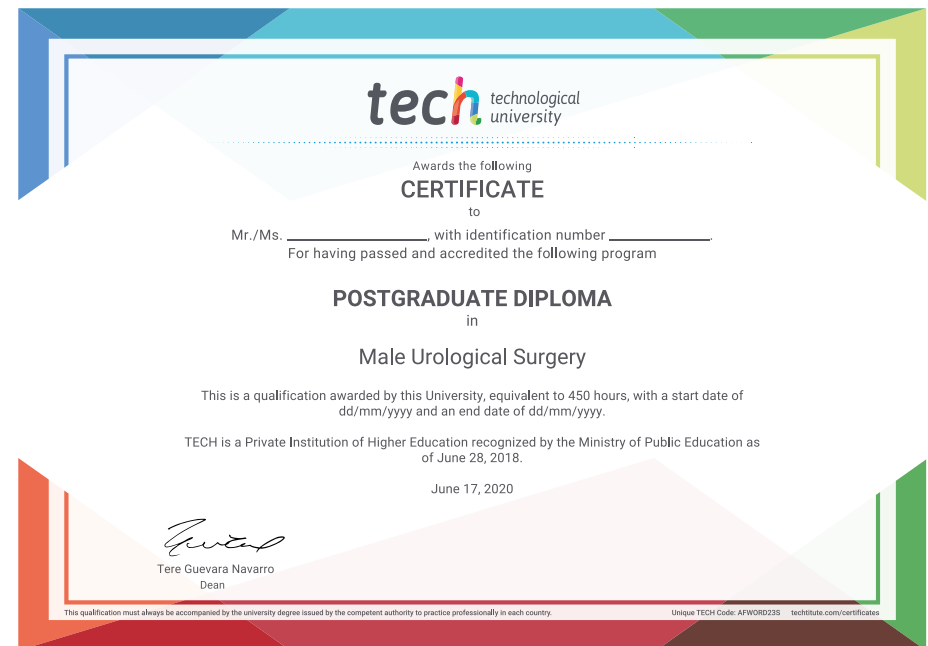 tech technological
university
Awards the following
CERTIFICATE
to
Mr./Ms. ____________, with identification number ____________.
For having passed and accredited the following program
POSTGRADUATE DIPLOMA
in
Male Urological Surgery
This is a qualification awarded by this University, equivalent to 450 hours, with a start date of
dd/mm/yyyy and an end date of dd/mm/yyyy.
TECH is a Private Institution of Higher Education recognized by the Ministry of Public Education as
of June 28, 2018.
June 17, 2020
Tere Guevara Navarro
Dean
This qualification must always be accompanied by the university degree issued by the competent authority to practice professionally in each country. Unique TECH Code: AFWORD23S techtitute.com/certificates